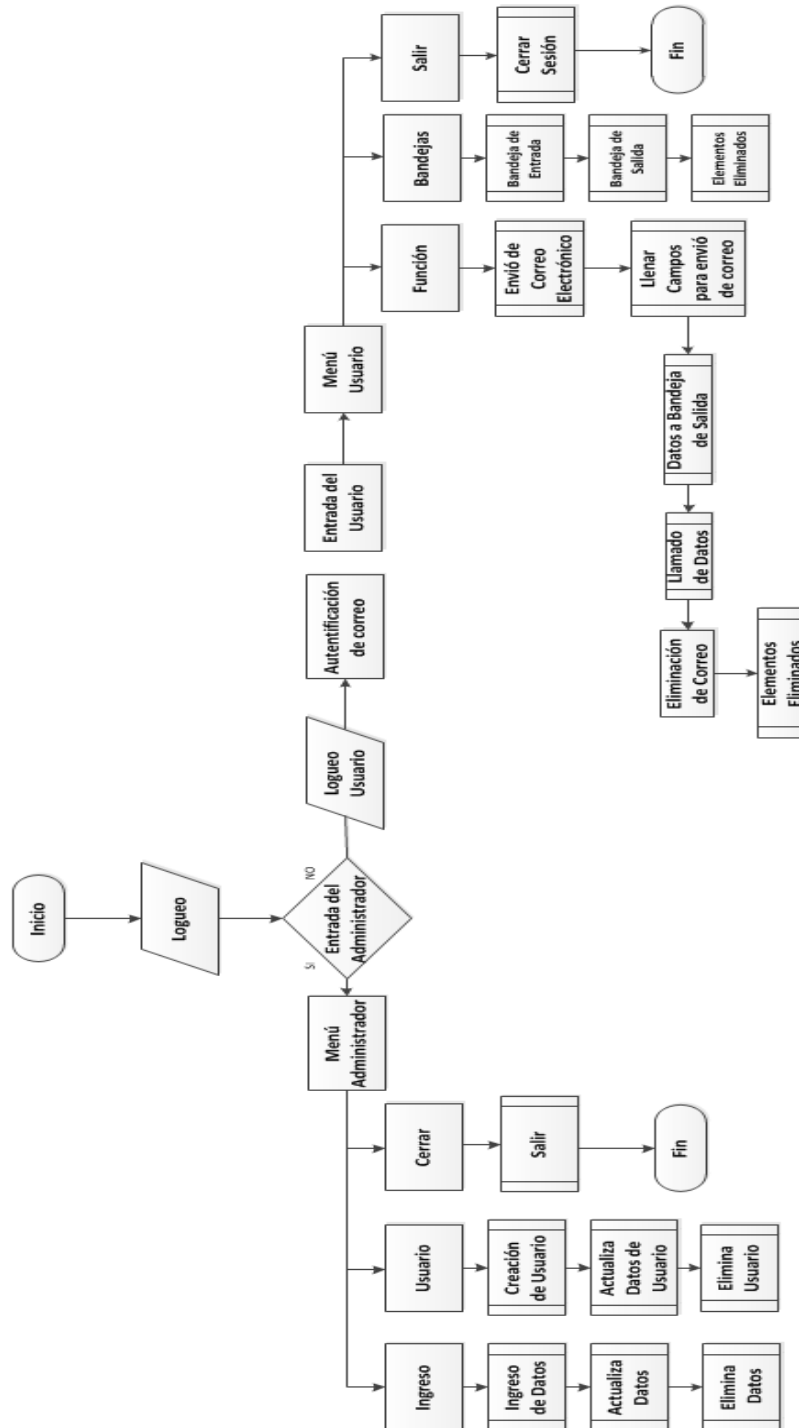 Inicio
Logueo
SI
NO
Entrada del
Administrador
Menú
Administrador
Ingreso
Ingreso
de Datos
Actualiza
Datos
Elimina
Datos
Usuario
Creación
de Usuario
Actualiza
Datos de
Usuario
Elimina
Usuario
Cerrar
Salir
Fin
Logueo
Usuario
Autentificación
de correo
Entrada del
Usuario
Menú
Usuario
Función
Envió de
Correo
Electrónico
Llenar
Campos
para envió
de correo
Datos a Bandeja
de Salida
Llamado
de Datos
Eliminación
de Correo
Elementos
Eliminados
Bandejas
Bandeja de
Entrada
Bandeja de
Salida
Elementos
Eliminados
Salir
Cerrar
Sesión
Fin